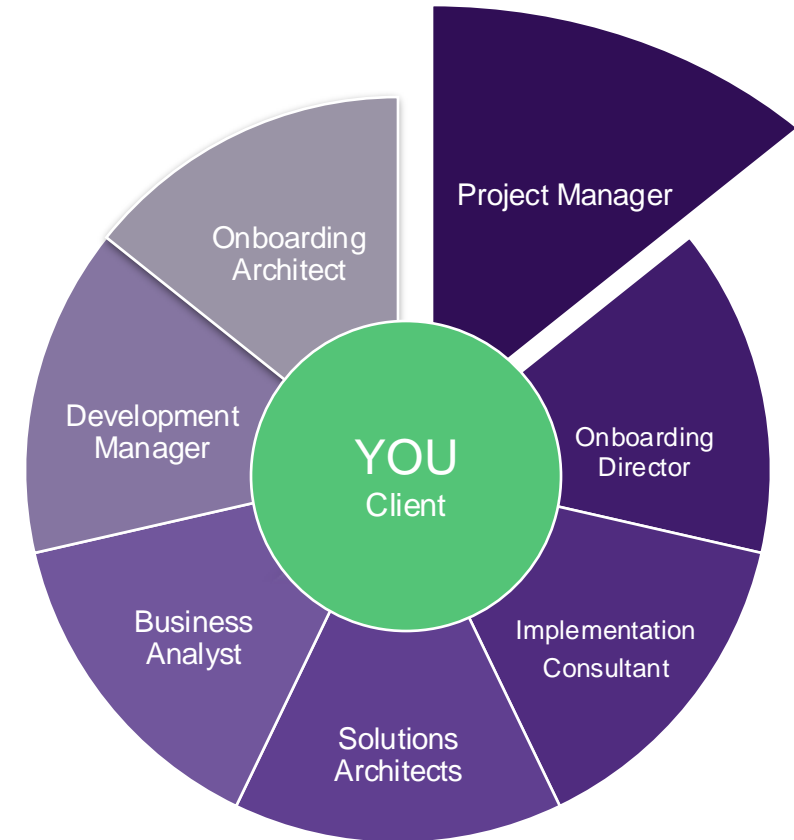 Project Manager
Onboarding
Director
Implementation
Consultant
Solutions
Architects
Business
Analyst
Development
Manager
Onboarding
Architect
YOU
Client